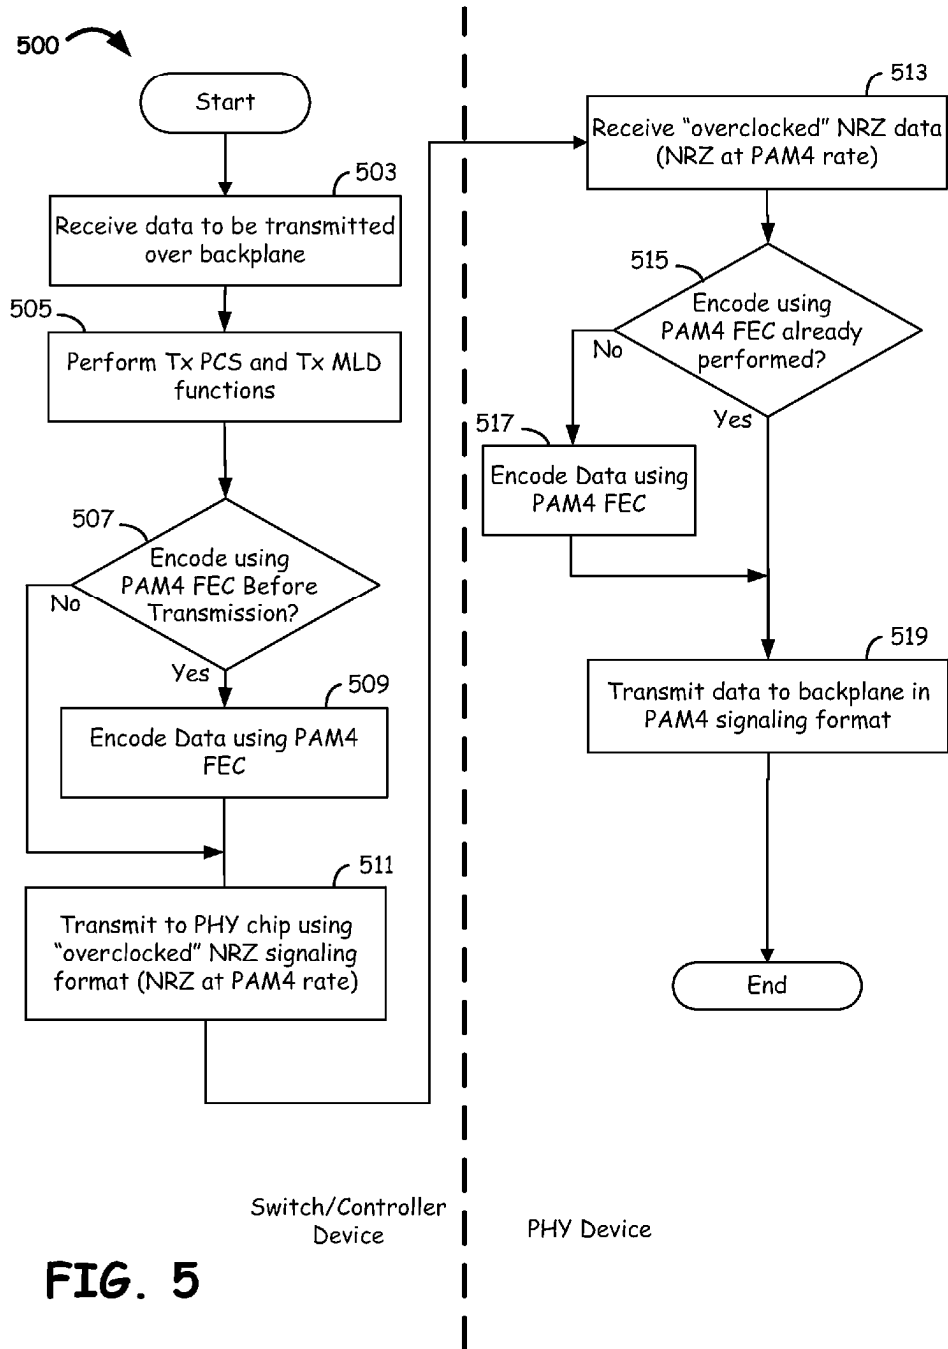 500
Start
503
Receive data to be transmitted
over backplane
505
Perform Tx PCS and Tx MLD
functions
507
Encode using
PAM4 FEC Before
Transmission?
No
Yes
509
Encode Data using PAM4
FEC
511
Transmit to PHY chip using
"overclocked" NRZ signaling
format (NRZ at PAM4 rate)
513
Receive "overclocked" NRZ data
(NRZ at PAM4 rate)
515
Encode using
PAM4 FEC already
performed?
No
Yes
517
Encode Data using
PAM4 FEC
519
Transmit data to backplane in
PAM4 signaling format
End
Switch/Controller
Device
PHY Device
FIG. 5